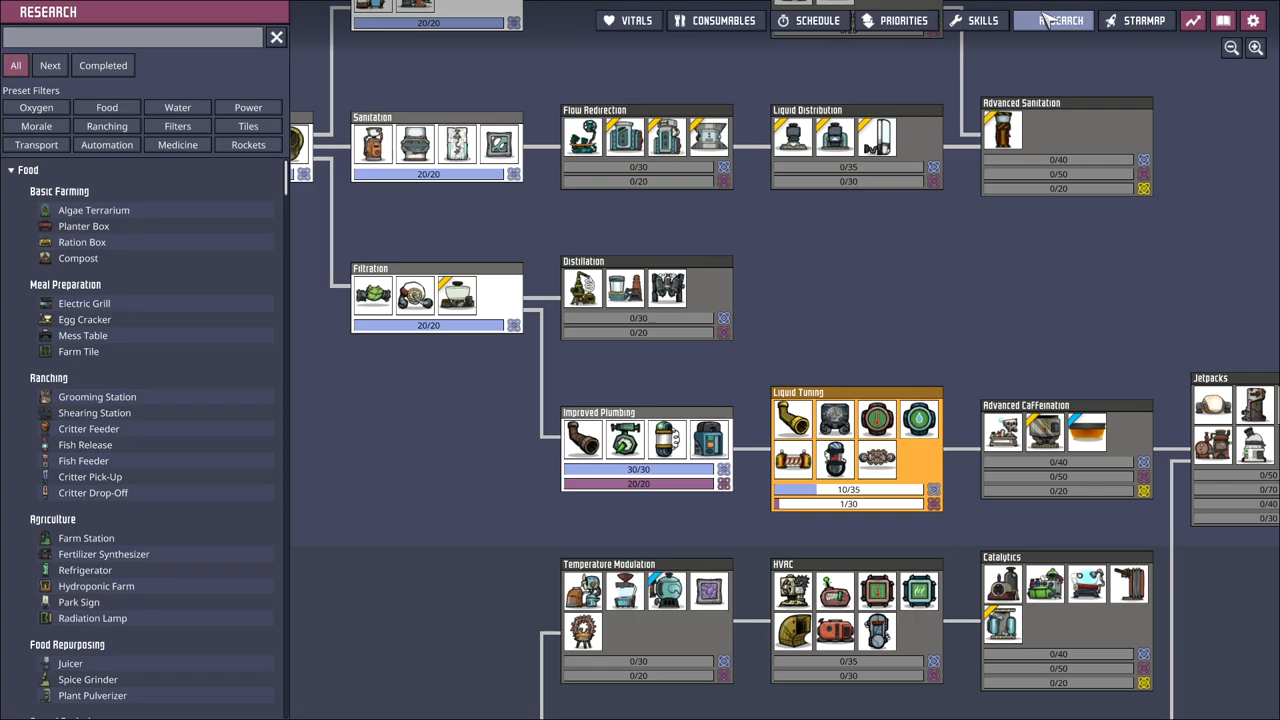 RESEARCH
VITALS
CONSUMABLES
SCHEDULE
PRIORITIES
SKILLS
STARMAP
All
Next
Completed
Preset Filters
Oxygen
Food
Water
Power
Morale
Ranching
Filters
Tiles
Transport
Automation
Medicine
Rockets
Food
Basic Farming
Algae Terrarium
Planter Box
Ration Box
Compost
Meal Preparation
Electric Grill
Egg Cracker
Mess Table
Farm Tile
Ranching
Grooming Station
Shearing Station
Critter Feeder
Fish Release
Fish Feeder
Critter Pick-Up
Critter Drop-Off
Agriculture
Farm Station
Fertilizer Synthesizer
Refrigerator
Hydroponic Farm
Park Sign
Radiation Lamp
Food Repurposing
Juicer
Spice Grinder
Plant Pulverizer
20/20
Sanitation
20/20
Flow Redirection
0/30
0/20
Liquid Distribution
0/35
0/30
Advanced Sanitation
0/40
0/50
0/20
Filtration
20/20
Distillation
0/30
0/20
Improved Plumbing
30/30
20/20
Liquid Tuning
10/35
1/30
Advanced Caffeination
0/40
0/50
0/20
Jetpacks
0/50
0/70
0/40
0/30
Temperature Modulation
0/30
0/20
HVAC
0/35
0/30
Catalytics
0/40
0/50
0/20